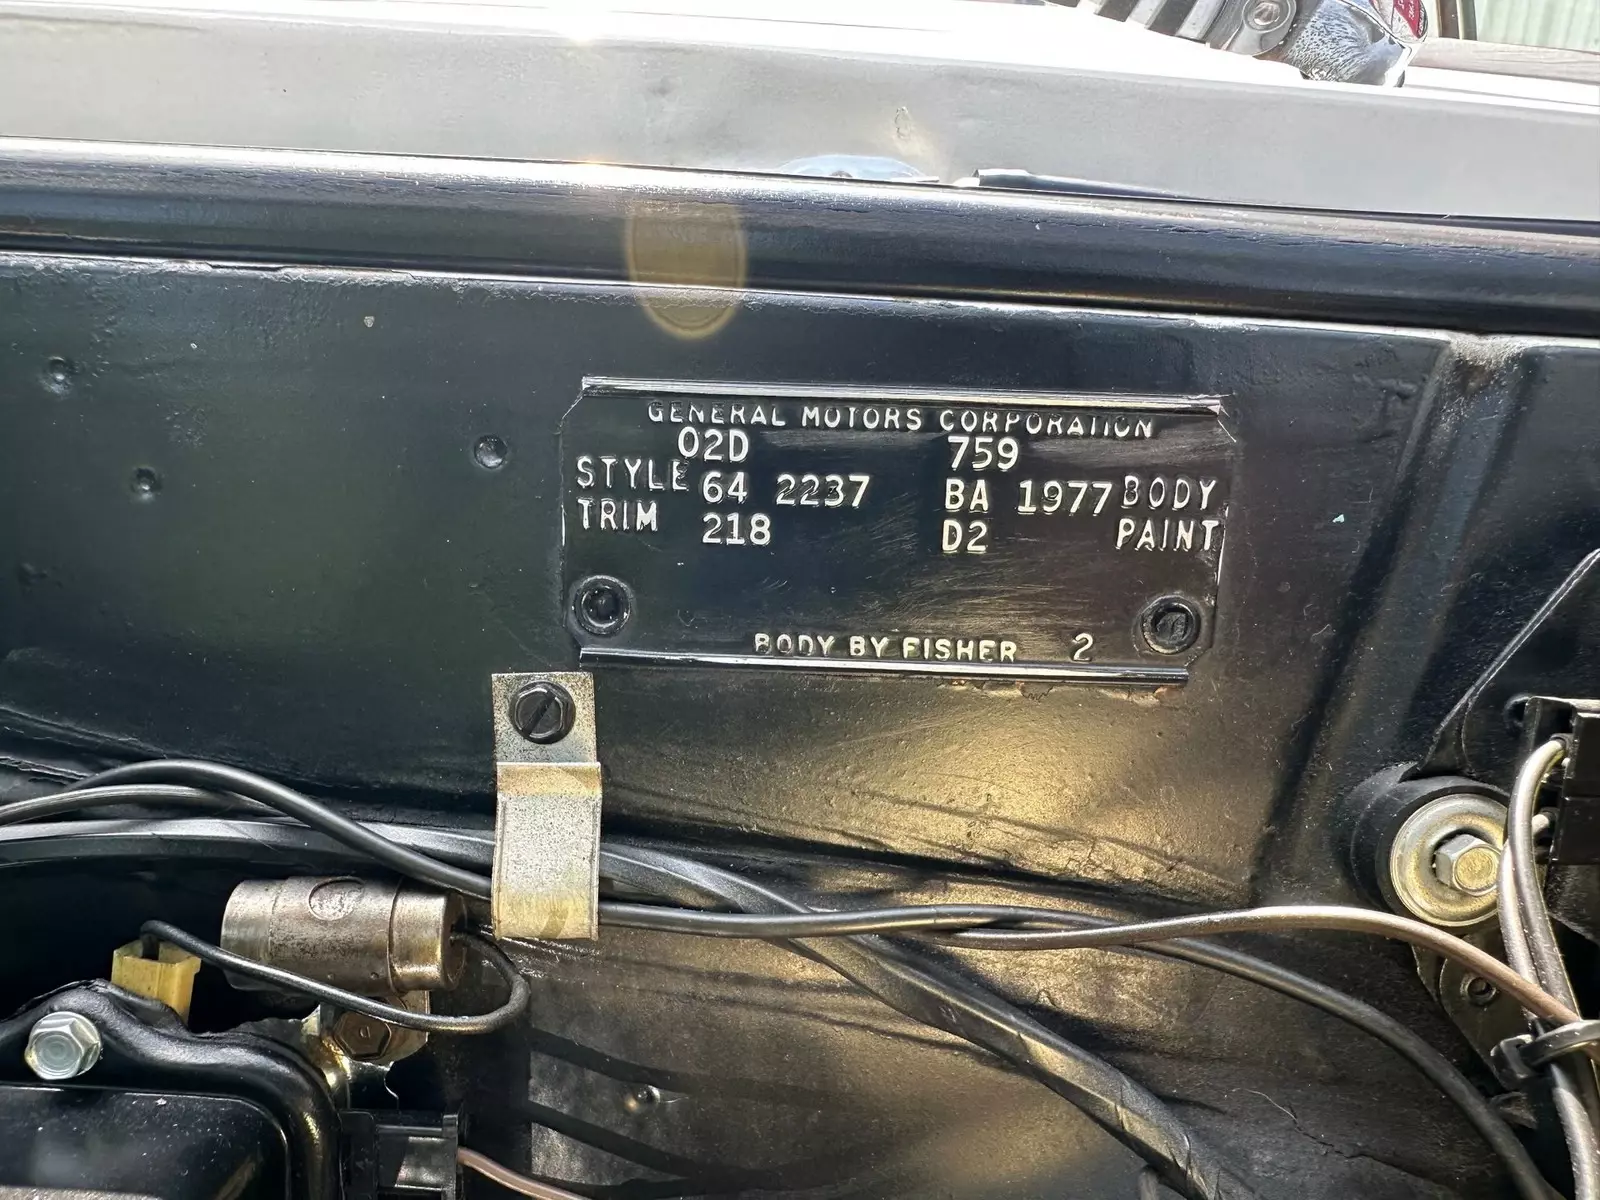 GENERAL MOTORS CORPORATION
02D 759
STYLE 64 2237 BA 1977 BODY
TRIM 218 D2 PAINT
BODY BY FISHER 2